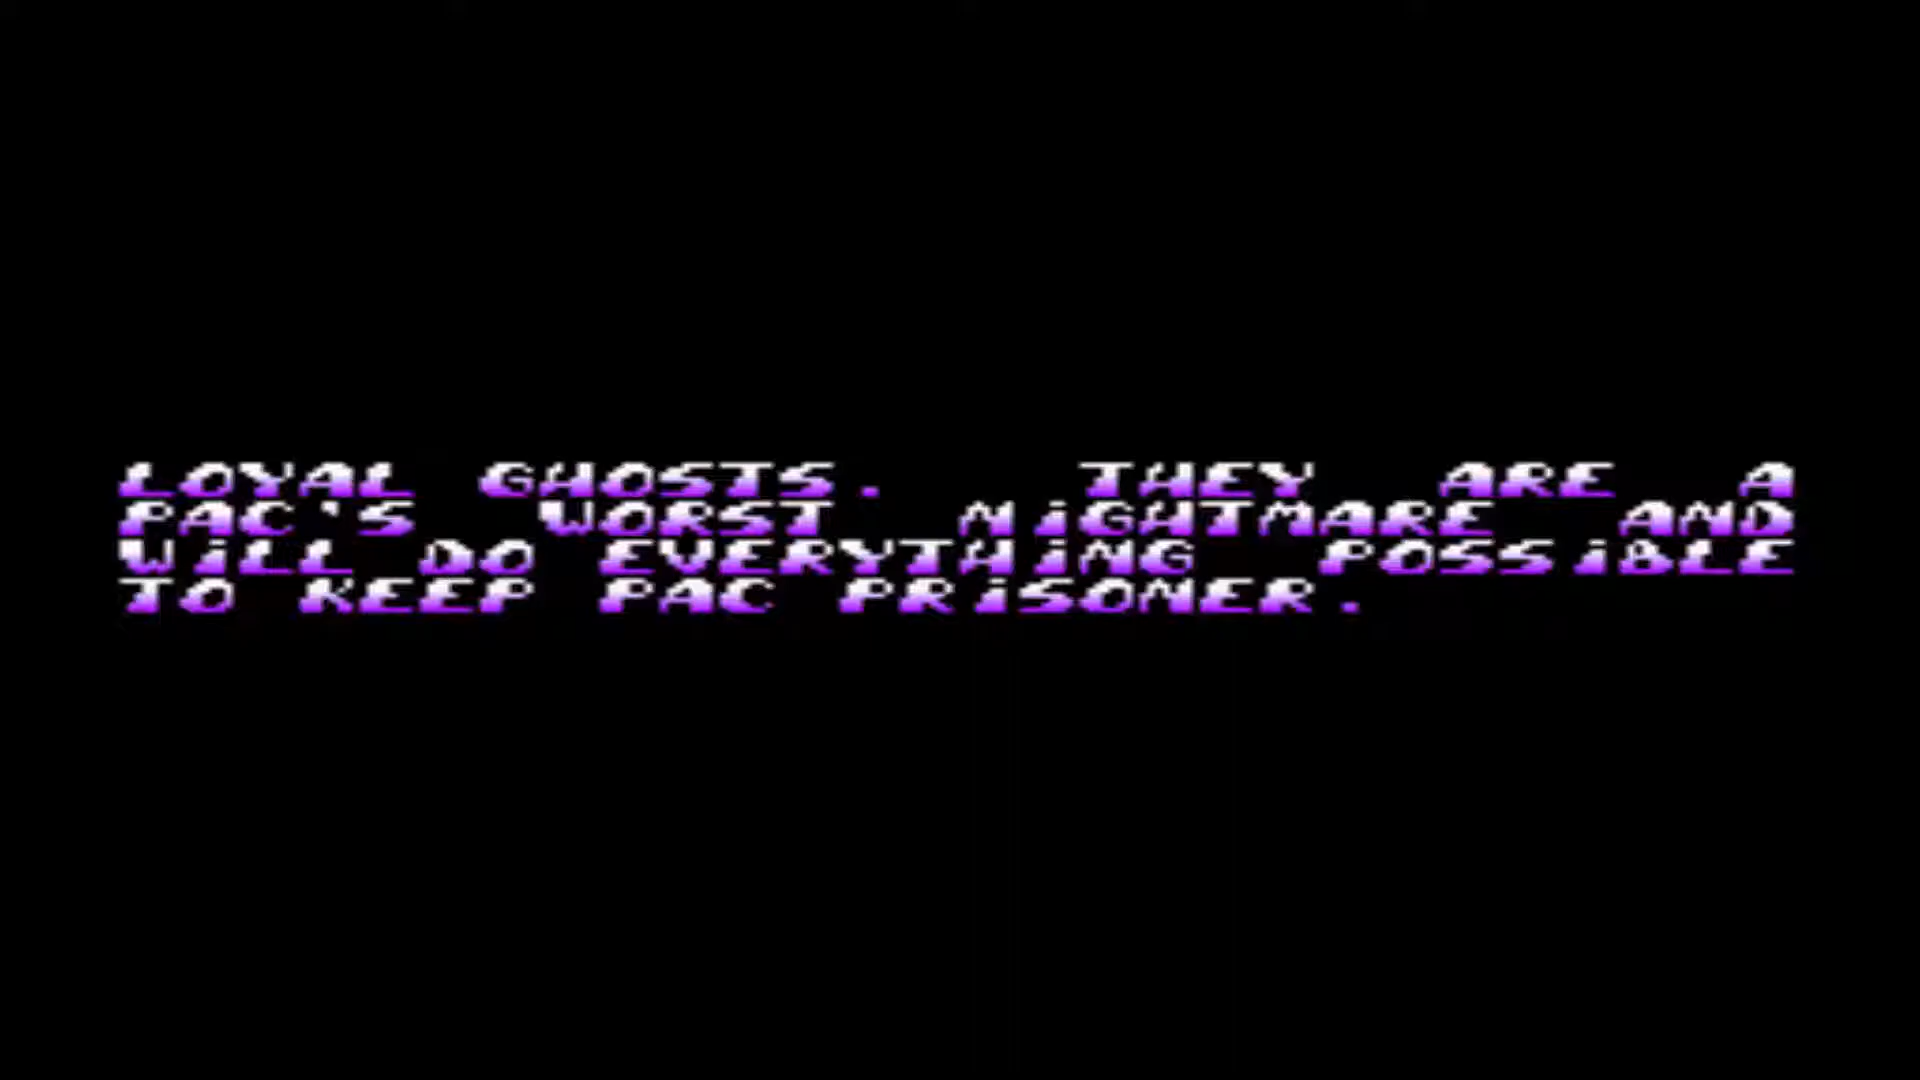 LOYAL GHOSTS. THEY ARE A
PAC'S WORST NiGHTMARE AND
WiLL DO EVERYTHiNG POSSiBLE
TO KEEP PAC PRiSONER.